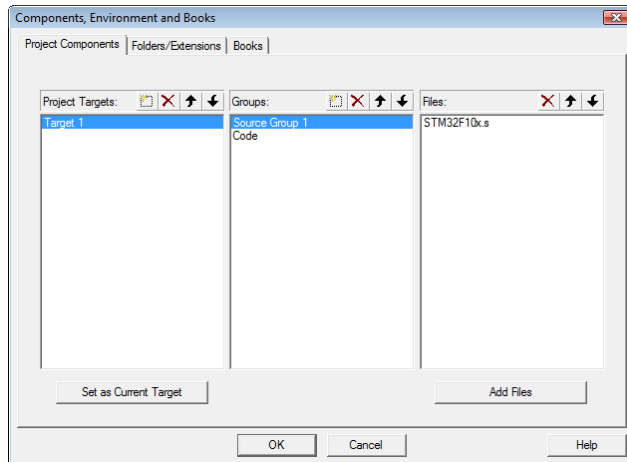 Components, Environment and Books
Project Components Folders/Extensions Books
Project Targets: Groups: Files:
Target 1 Source Group 1 STM32F10x.s
Code
Set as Current Target Add Files
OK Cancel Help